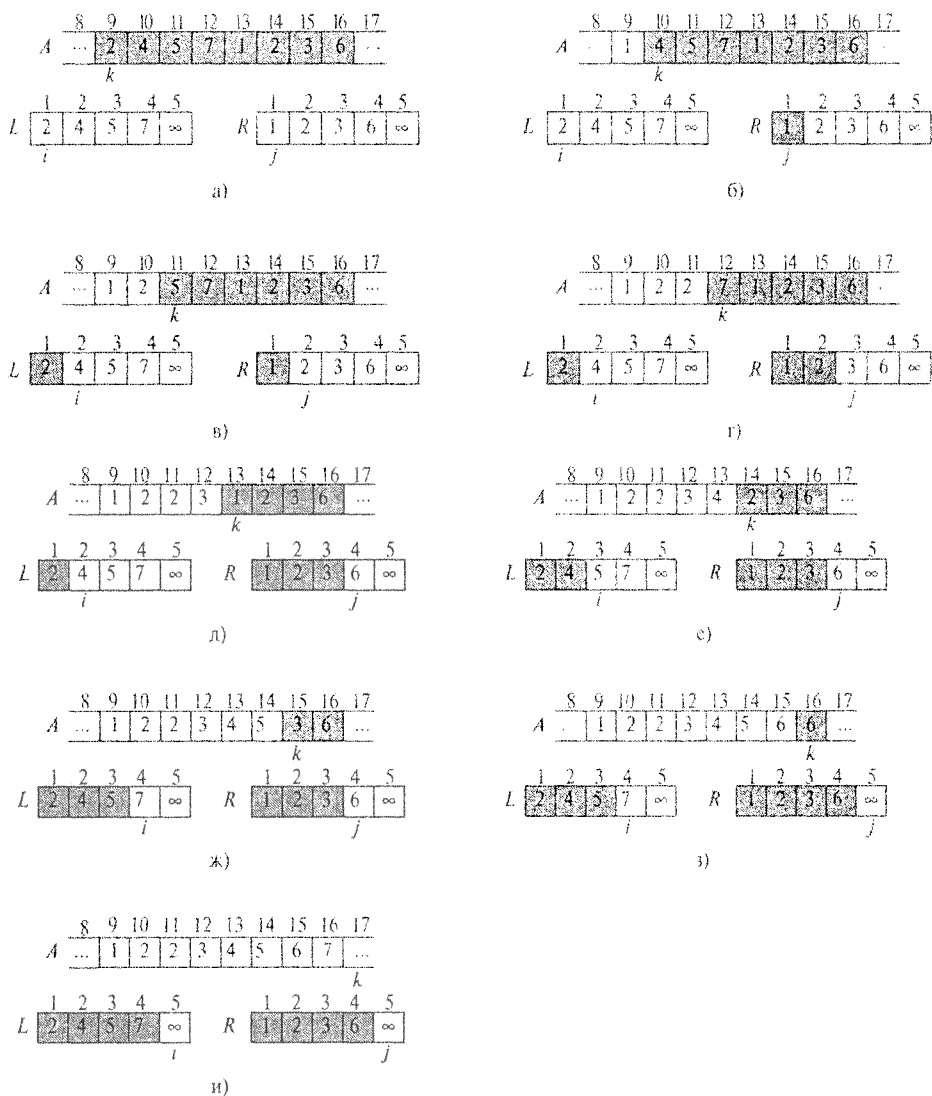 8 9 10 11 12 13 14 15 16 17
A ... 2 4 5 7 1 2 3 6 ...
k
1 2 3 4 5 1 2 3 4 5
L 2 4 5 7 ∞ R 1 2 3 6 ∞
i j
а)
8 9 10 11 12 13 14 15 16 17
A ... 1 4 5 7 1 2 3 6 ...
k
1 2 3 4 5 1 2 3 4 5
L 2 4 5 7 ∞ R 1 2 3 6 ∞
i j
б)
8 9 10 11 12 13 14 15 16 17
A ... 1 2 5 7 1 2 3 6 ...
k
1 2 3 4 5 1 2 3 4 5
L 2 4 5 7 ∞ R 1 2 3 6 ∞
i j
в)
8 9 10 11 12 13 14 15 16 17
A ... 1 2 2 7 1 2 3 6 ...
k
1 2 3 4 5 1 2 3 4 5
L 2 4 5 7 ∞ R 1 2 3 6 ∞
i j
г)
8 9 10 11 12 13 14 15 16 17
A ... 1 2 2 3 1 2 3 6 ...
k
1 2 3 4 5 1 2 3 4 5
L 2 4 5 7 ∞ R 1 2 3 6 ∞
i j
д)
8 9 10 11 12 13 14 15 16 17
A ... 1 2 2 3 4 2 3 6 ...
k
1 2 3 4 5 1 2 3 4 5
L 2 4 5 7 ∞ R 1 2 3 6 ∞
i j
е)
8 9 10 11 12 13 14 15 16 17
A ... 1 2 2 3 4 5 3 6 ...
k
1 2 3 4 5 1 2 3 4 5
L 2 4 5 7 ∞ R 1 2 3 6 ∞
i j
ж)
8 9 10 11 12 13 14 15 16 17
A ... 1 2 2 3 4 5 6 6 ...
k
1 2 3 4 5 1 2 3 4 5
L 2 4 5 7 ∞ R 1 2 3 6 ∞
i j
з)
8 9 10 11 12 13 14 15 16 17
A ... 1 2 2 3 4 5 6 7 ...
k
1 2 3 4 5 1 2 3 4 5
L 2 4 5 7 ∞ R 1 2 3 6 ∞
i j
и)